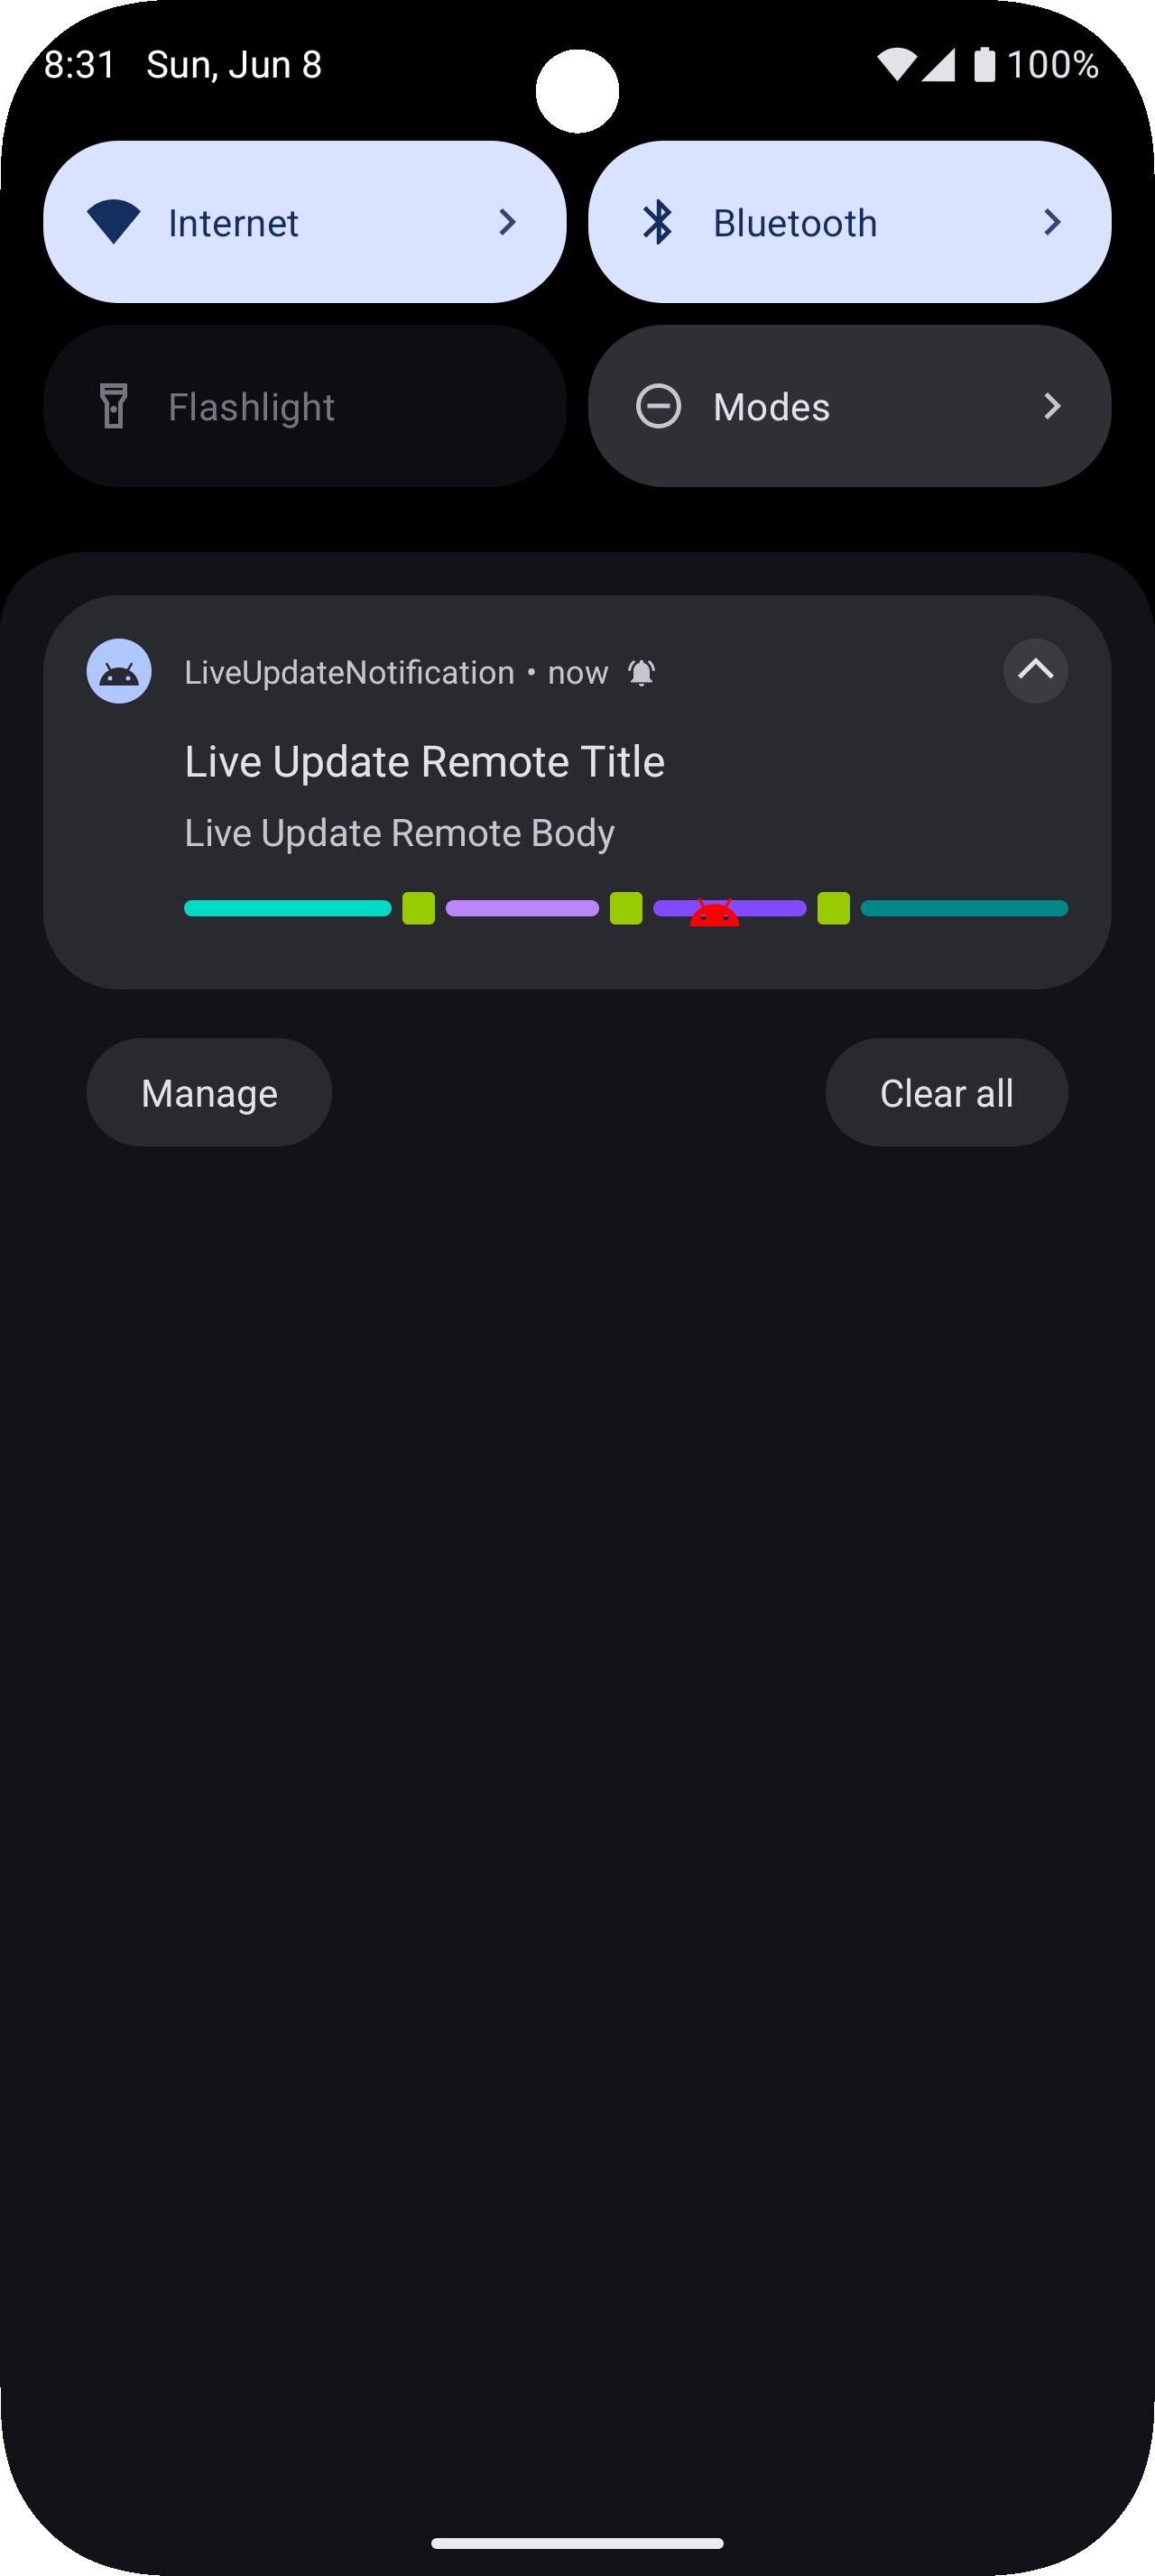 8:31 Sun, Jun 8 100%
Internet Bluetooth
Flashlight Modes
LiveUpdateNotification • now
Live Update Remote Title
Live Update Remote Body
Manage Clear all